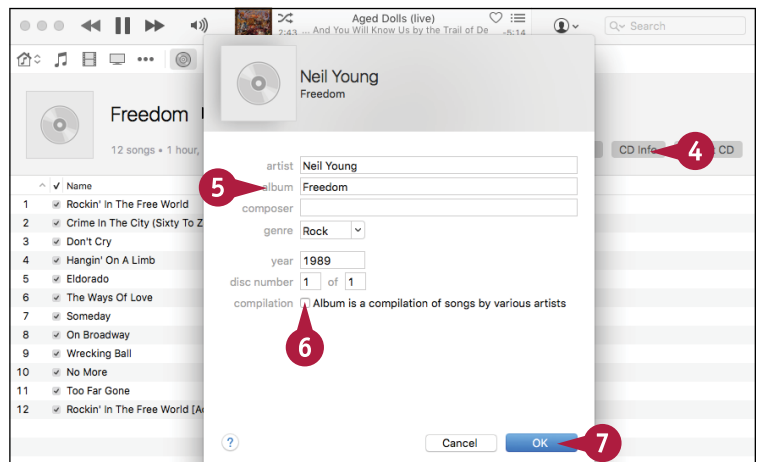 Aged Dolls (live)
2:43 ... And You Will Know Us by the Trail of De -5:14
Search
Neil Young
Freedom
Freedom
12 songs • 1 hour,
CD Info
CD
4
artist Neil Young
5
album Freedom
composer
genre Rock
year 1989
disc number 1 of 1
compilation Album is a compilation of songs by various artists
6
Name
1 Rockin' In The Free World
2 Crime In The City (Sixty To Z
3 Don't Cry
4 Hangin' On A Limb
5 Eldorado
6 The Ways Of Love
7 Someday
8 On Broadway
9 Wrecking Ball
10 No More
11 Too Far Gone
12 Rockin' In The Free World [A
?
Cancel
OK
7